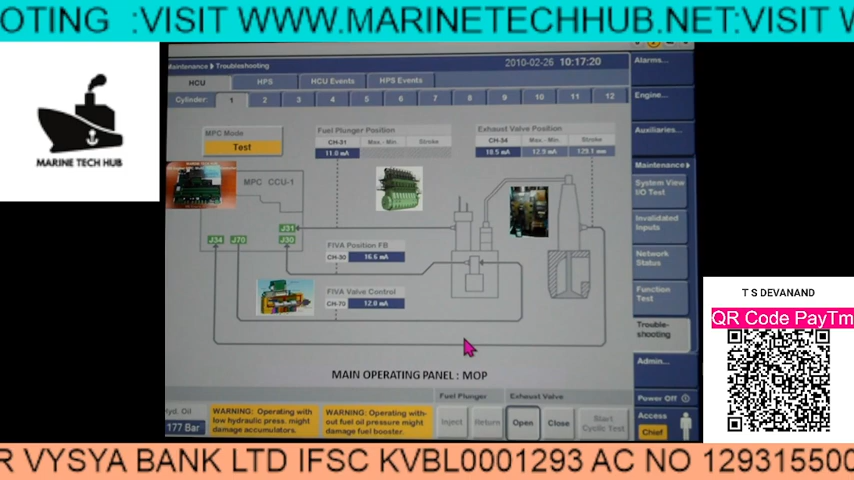 OTING :VISIT WWW.MARINETECHHUB.NET:VISIT W
MARINE TECH HUB
Maintenance Troubleshooting
2010-02-26 10:17:20
HCU HPS HCU Events HPS Events
Cylinder: 1 2 3 4 5 6 7 8 9 10 11 12
MPC Mode
Test
Fuel Plunger Position
CH-31 Max. - Min. Stroke
11.0 mA
Exhaust Valve Position
CH-34 Max. - Min. Stroke
18.5 mA 12.9 mA 129.1 mm
MPC CCU-1
J31
J34 J70 J30
FIVA Position FB
CH-30 16.6 mA
FIVA Valve Control
CH-70 12.0 mA
MAIN OPERATING PANEL : MOP
Hyd. Oil
177 Bar
WARNING: Operating with
low hydraulic press. might
damage accumulators.
WARNING: Operating with-
out fuel oil pressure might
damage fuel booster.
Fuel Plunger
Inject Return
Exhaust Valve
Open Close Start
Cyclic Test
Alarms...
Engine...
Auxiliaries...
Maintenance
System View
I/O Test
Invalidated
Inputs
Network
Status
Function
Test
Trouble-
shooting
Admin...
Power Off
Access
Chief
T S DEVANAND
QR Code PayTm
R VYSYA BANK LTD IFSC KVBL0001293 AC NO 129315500